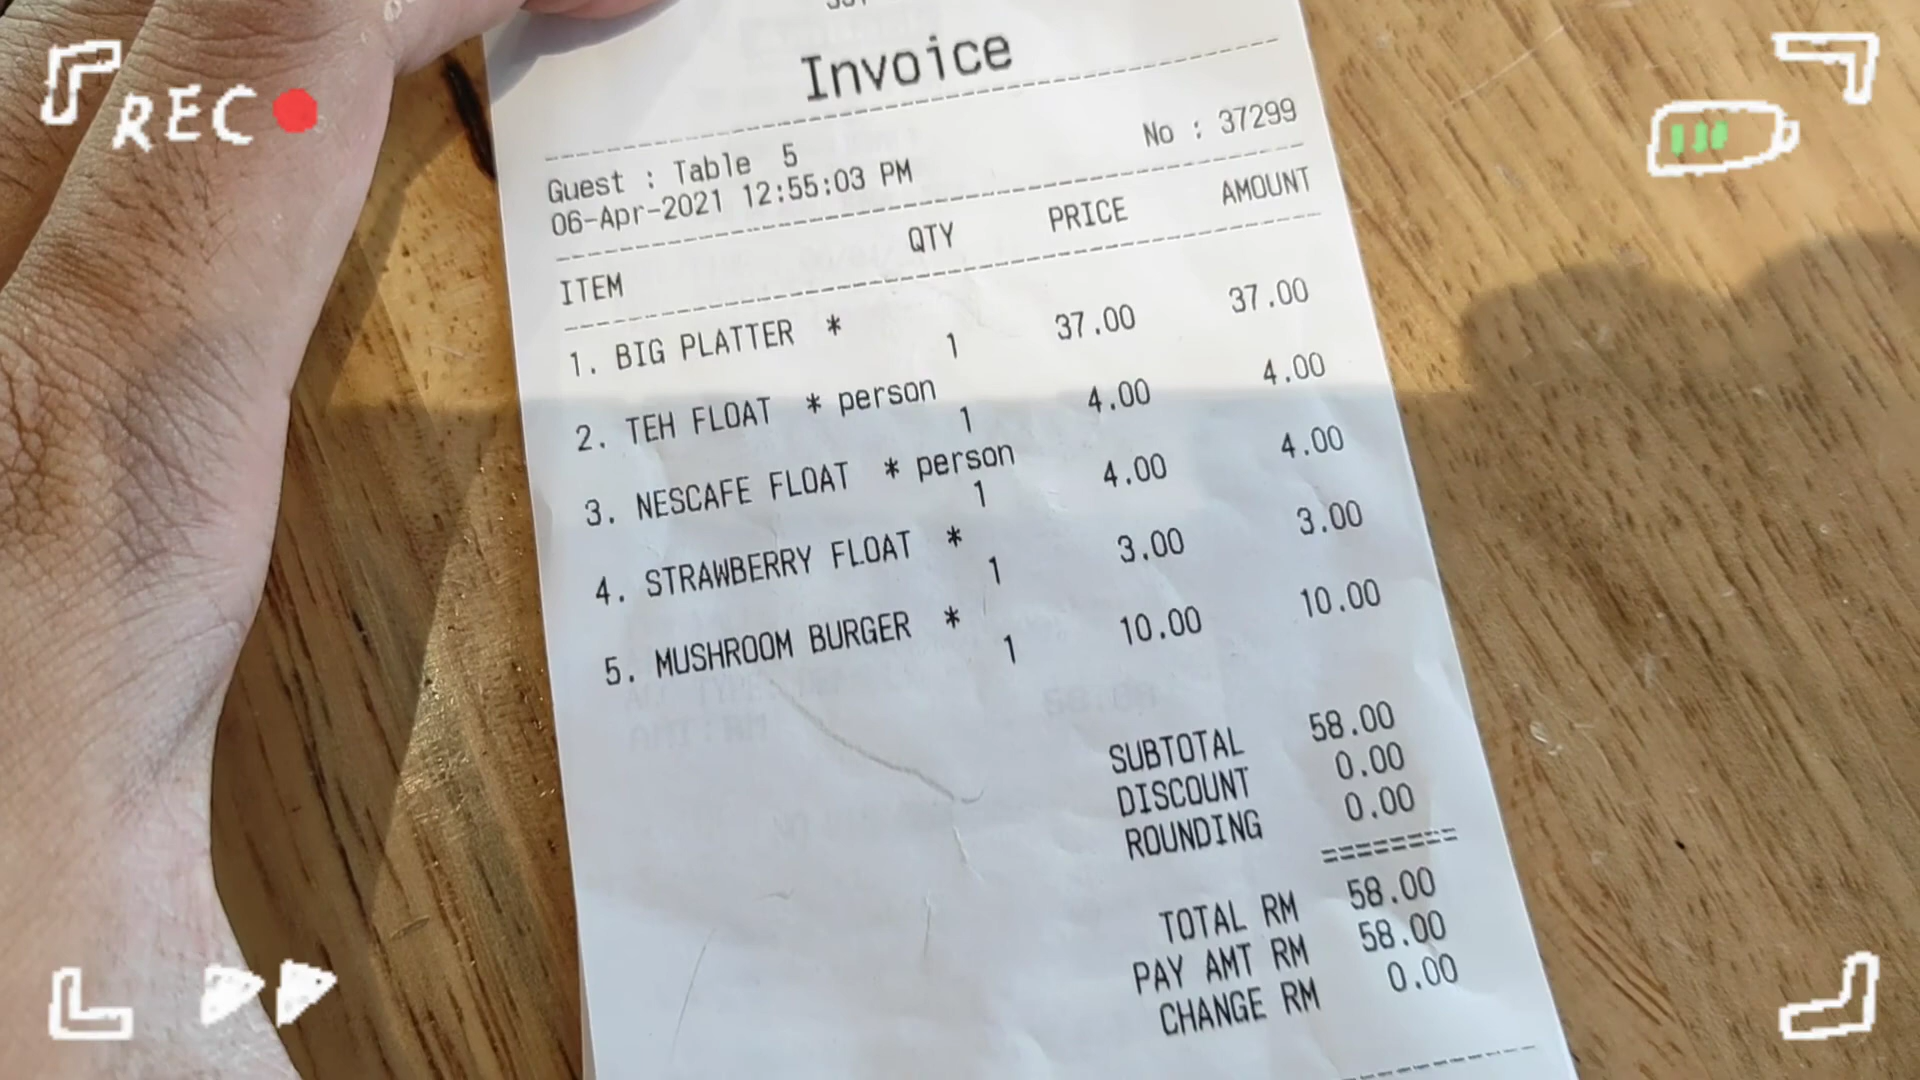 Invoice
REC
No : 37299
Guest : Table 5
06-Apr-2021 12:55:03 PM
ITEM QTY PRICE AMOUNT
1. BIG PLATTER *
1 37.00 37.00
2. TEH FLOAT * person
1 4.00 4.00
3. NESCAFE FLOAT * person
1 4.00 4.00
4. STRAWBERRY FLOAT *
1 3.00 3.00
5. MUSHROOM BURGER *
1 10.00 10.00
SUBTOTAL 58.00
DISCOUNT 0.00
ROUNDING 0.00
========
TOTAL RM 58.00
PAY AMT RM 58.00
CHANGE RM 0.00